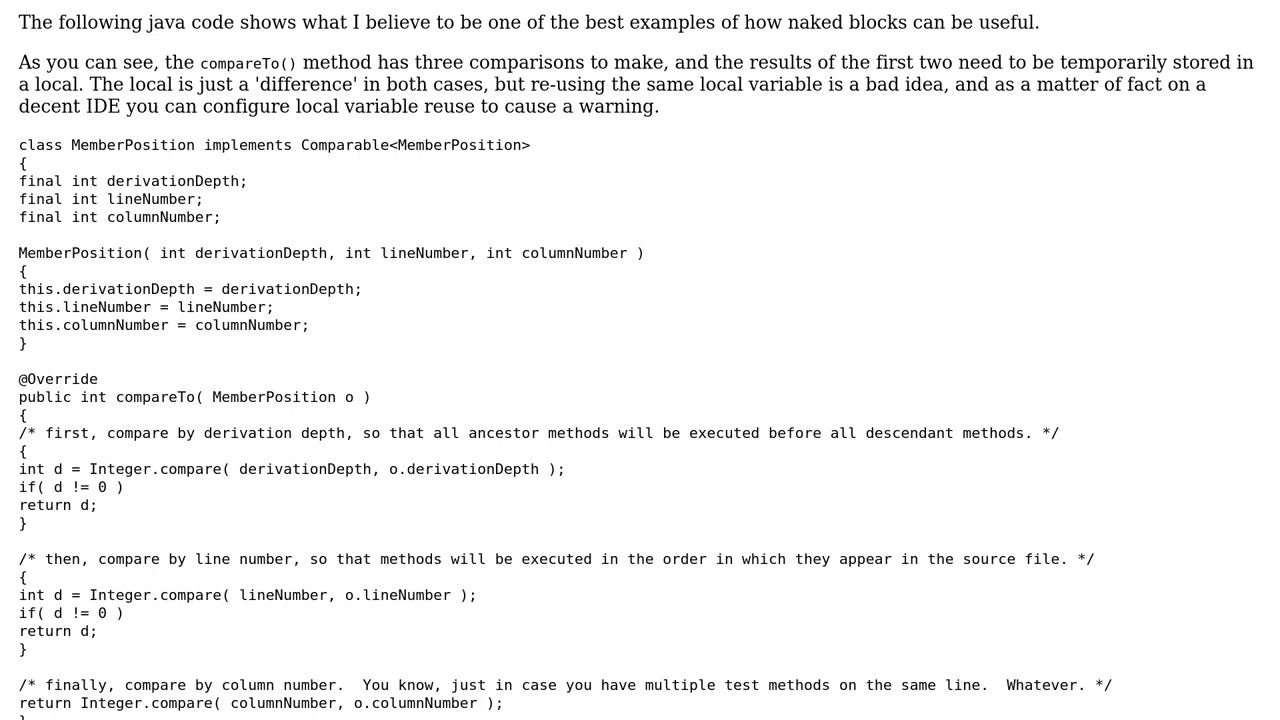 The following java code shows what I believe to be one of the best examples of how naked blocks can be useful.
As you can see, the compareTo() method has three comparisons to make, and the results of the first two need to be temporarily stored in
a local. The local is just a 'difference' in both cases, but re-using the same local variable is a bad idea, and as a matter of fact on a
decent IDE you can configure local variable reuse to cause a warning.
class MemberPosition implements Comparable<MemberPosition>
{
final int derivationDepth;
final int lineNumber;
final int columnNumber;
MemberPosition( int derivationDepth, int lineNumber, int columnNumber )
{
this.derivationDepth = derivationDepth;
this.lineNumber = lineNumber;
this.columnNumber = columnNumber;
}
@Override
public int compareTo( MemberPosition o )
{
/* first, compare by derivation depth, so that all ancestor methods will be executed before all descendant methods. */
{
int d = Integer.compare( derivationDepth, o.derivationDepth );
if( d != 0 )
return d;
}
/* then, compare by line number, so that methods will be executed in the order in which they appear in the source file. */
{
int d = Integer.compare( lineNumber, o.lineNumber );
if( d != 0 )
return d;
}
/* finally, compare by column number.  You know, just in case you have multiple test methods on the same line.  Whatever. */
return Integer.compare( columnNumber, o.columnNumber );
}